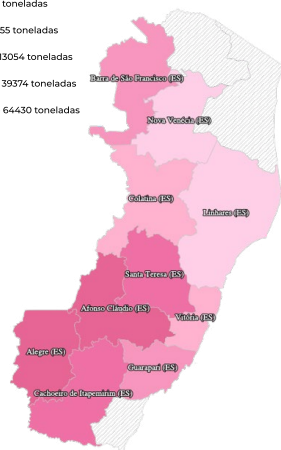 toneladas
55 toneladas
13054 toneladas
39374 toneladas
64430 toneladas
Barra de São Francisco (ES)
Nova Venécia (ES)
Colatina (ES)
Linhares (ES)
Santa Teresa (ES)
Afonso Cláudio (ES)
Vitória (ES)
Alegre (ES)
Guarapari (ES)
Cachoeiro de Itapemirim (ES)